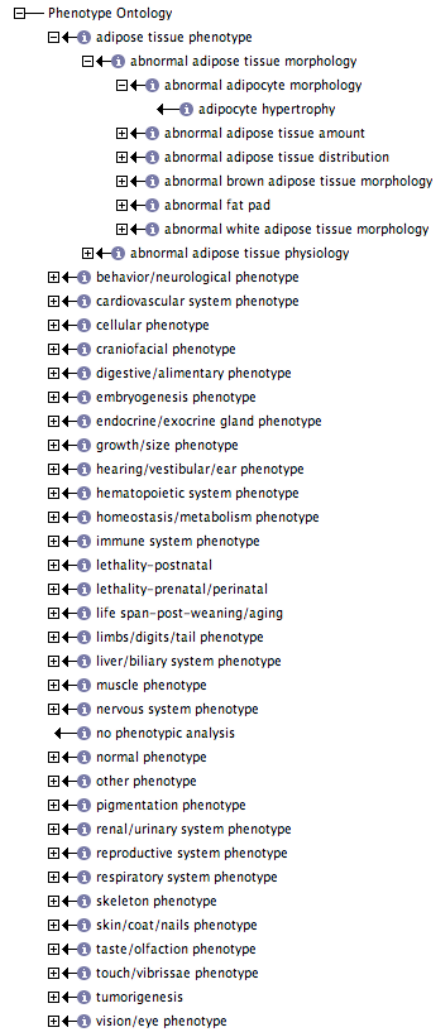 Phenotype Ontology
adipose tissue phenotype
abnormal adipose tissue morphology
abnormal adipocyte morphology
adipocyte hypertrophy
abnormal adipose tissue amount
abnormal adipose tissue distribution
abnormal brown adipose tissue morphology
abnormal fat pad
abnormal white adipose tissue morphology
abnormal adipose tissue physiology
behavior/neurological phenotype
cardiovascular system phenotype
cellular phenotype
craniofacial phenotype
digestive/alimentary phenotype
embryogenesis phenotype
endocrine/exocrine gland phenotype
growth/size phenotype
hearing/vestibular/ear phenotype
hematopoietic system phenotype
homeostasis/metabolism phenotype
immune system phenotype
lethality-postnatal
lethality-prenatal/perinatal
life span-post-weaning/aging
limbs/digits/tail phenotype
liver/biliary system phenotype
muscle phenotype
nervous system phenotype
no phenotypic analysis
normal phenotype
other phenotype
pigmentation phenotype
renal/urinary system phenotype
reproductive system phenotype
respiratory system phenotype
skeleton phenotype
skin/coat/nails phenotype
taste/olfaction phenotype
touch/vibrissae phenotype
tumorigenesis
vision/eye phenotype